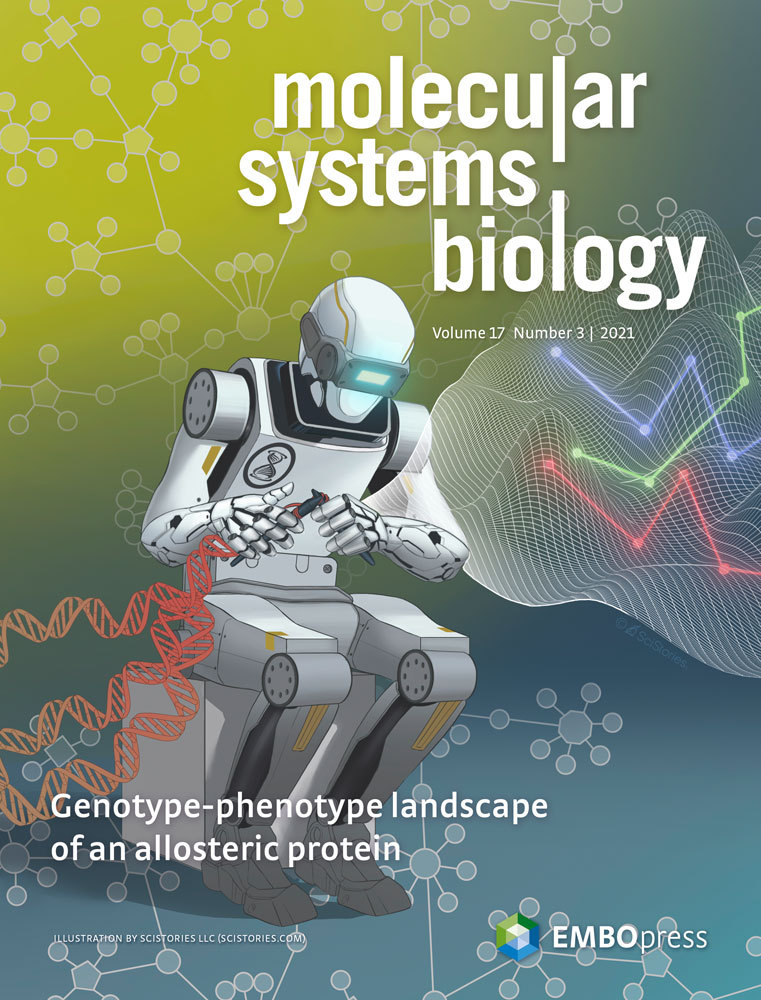 molecular
systems
biology
Volume 17 Number 3 | 2021
© SciStories.
Genotype-phenotype landscape
of an allosteric protein
ILLUSTRATION BY SCISTORIES LLC (SCISTORIES.COM)
EMBOpress